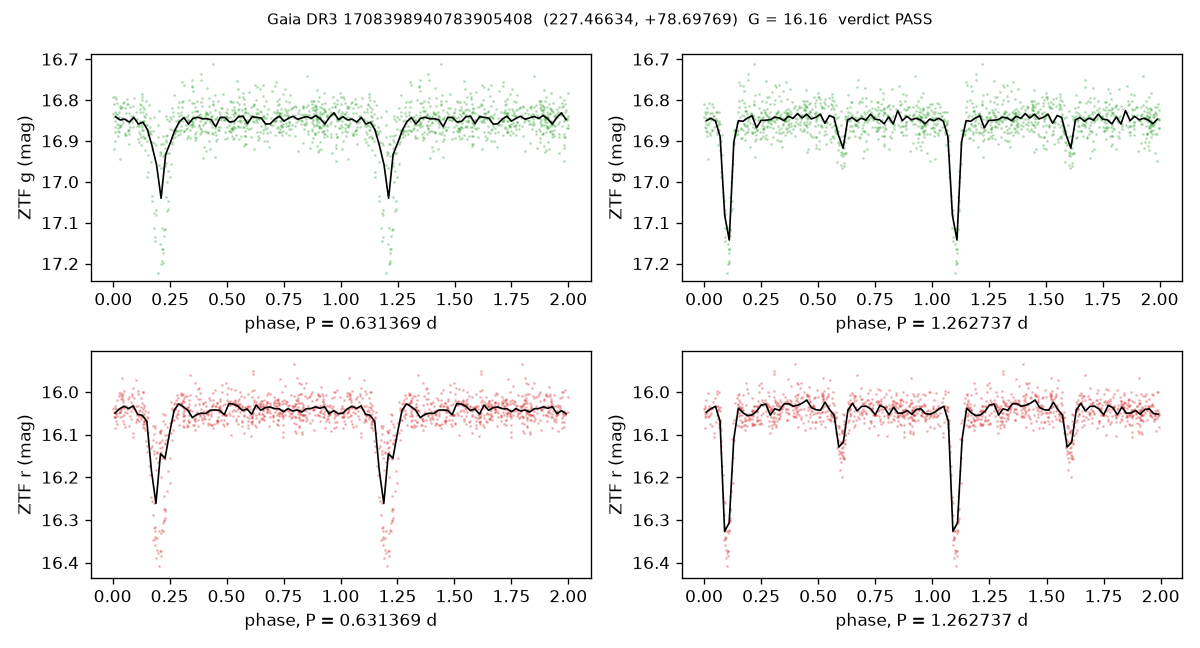 Gaia DR3 1708398940783905408 (227.46634, +78.69769) G = 16.16 verdict PASS
16.7
16.8
16.9
17.0
17.1
17.2
ZTF g (mag)
0.00 0.25 0.50 0.75 1.00 1.25 1.50 1.75 2.00
phase, P = 0.631369 d
16.7
16.8
16.9
17.0
17.1
17.2
ZTF g (mag)
0.00 0.25 0.50 0.75 1.00 1.25 1.50 1.75 2.00
phase, P = 1.262737 d
16.0
16.1
16.2
16.3
16.4
ZTF r (mag)
0.00 0.25 0.50 0.75 1.00 1.25 1.50 1.75 2.00
phase, P = 0.631369 d
16.0
16.1
16.2
16.3
16.4
ZTF r (mag)
0.00 0.25 0.50 0.75 1.00 1.25 1.50 1.75 2.00
phase, P = 1.262737 d